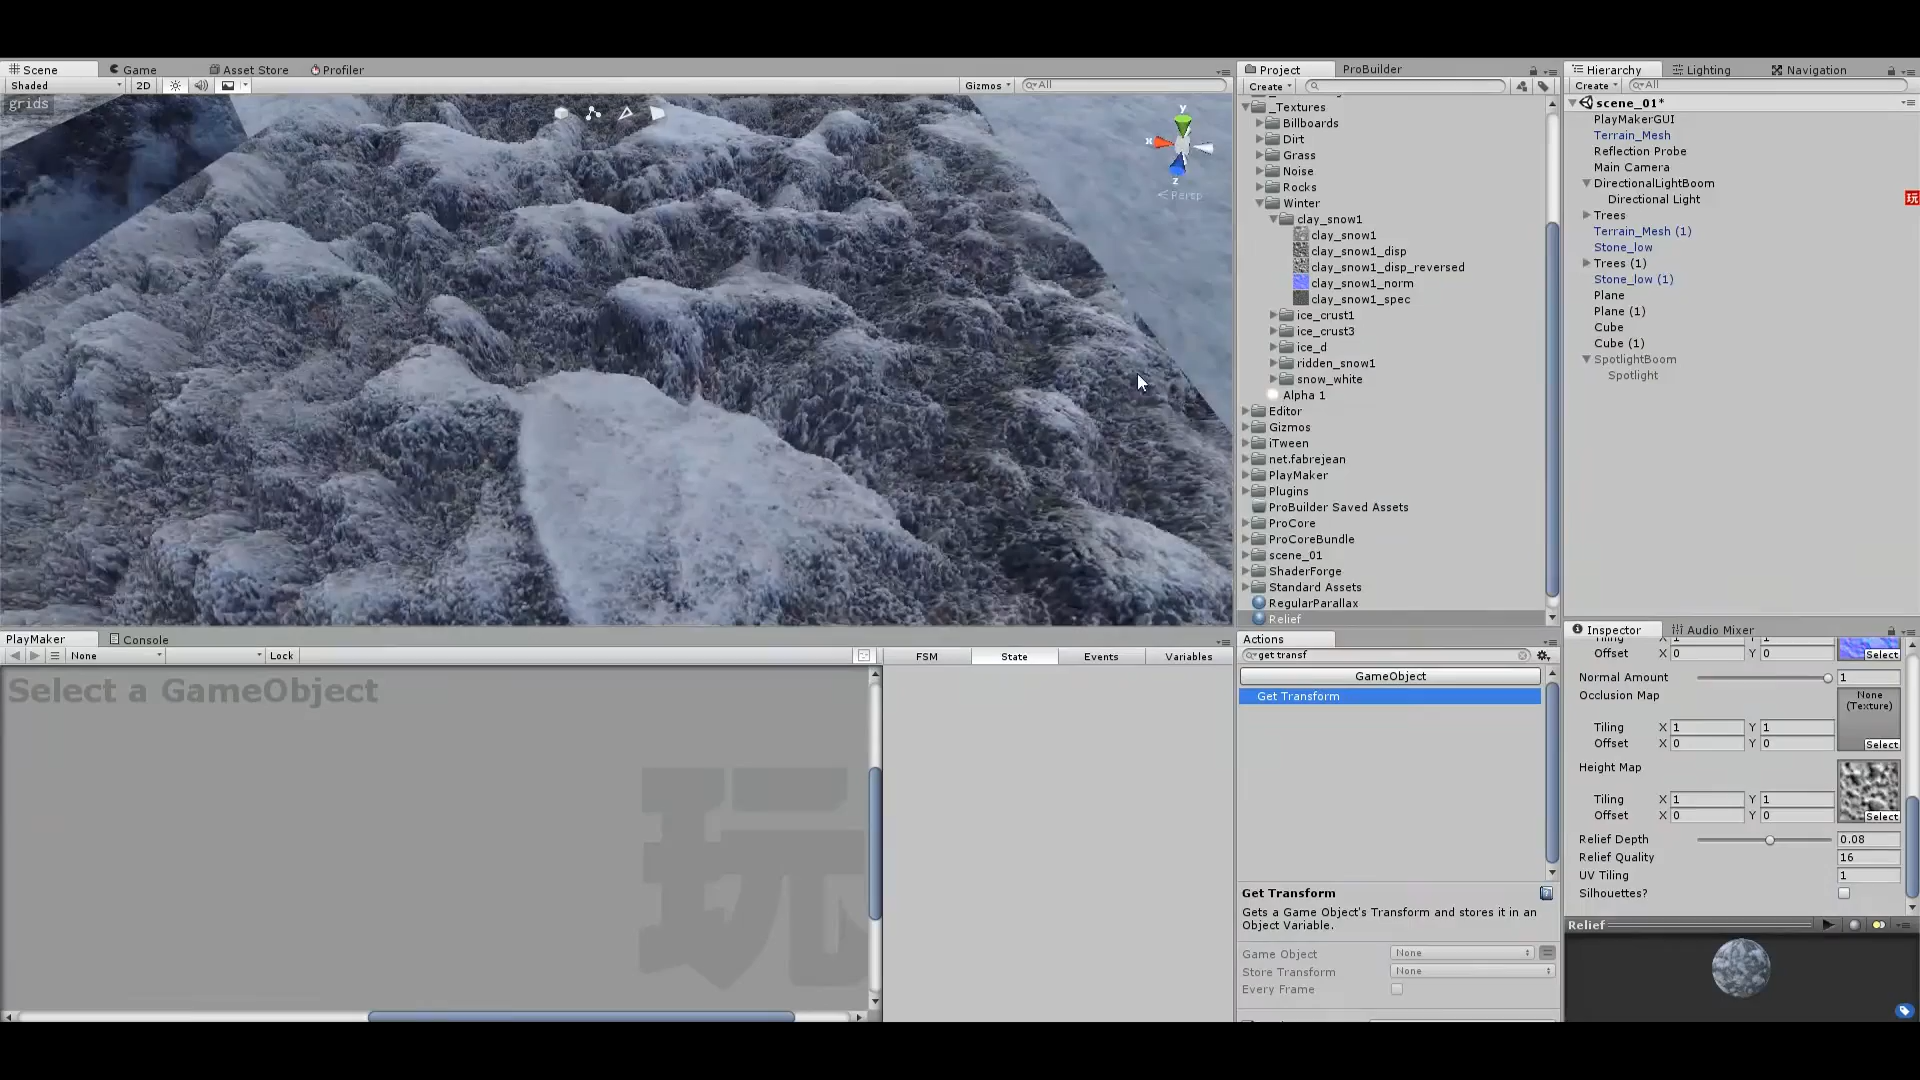 Scene
Game
Asset Store
Profiler
Shaded
2D
Gizmos
All
grids
y
x
z
Persp
Project
ProBuilder
Create
_Textures
Billboards
Dirt
Grass
Noise
Rocks
Winter
clay_snow1
clay_snow1
clay_snow1_disp
clay_snow1_disp_reversed
clay_snow1_norm
clay_snow1_spec
ice_crust1
ice_crust3
ice_d
ridden_snow1
snow_white
Alpha 1
Editor
Gizmos
iTween
net.fabrejean
PlayMaker
Plugins
ProBuilder Saved Assets
ProCore
ProCoreBundle
scene_01
ShaderForge
Standard Assets
RegularParallax
Relief
Hierarchy
Lighting
Navigation
Create
All
scene_01*
PlayMakerGUI
Terrain_Mesh
Reflection Probe
Main Camera
DirectionalLightBoom
Directional Light
玩
Trees
Terrain_Mesh (1)
Stone_low
Trees (1)
Stone_low (1)
Plane
Plane (1)
Cube
Cube (1)
SpotlightBoom
Spotlight
PlayMaker
Console
None
Lock
FSM
State
Events
Variables
Select a GameObject
玩
Actions
get transf
GameObject
Get Transform
Get Transform
Gets a Game Object's Transform and stores it in an
Object Variable.
Game Object None
Store Transform None
Every Frame
Inspector
Audio Mixer
Tiling X 1 Y 1
Offset X 0 Y 0
Select
Normal Amount 1
Occlusion Map
None
(Texture)
Tiling X 1 Y 1
Offset X 0 Y 0
Select
Height Map
Tiling X 1 Y 1
Offset X 0 Y 0
Select
Relief Depth 0.08
Relief Quality 16
UV Tiling 1
Silhouettes?
Relief